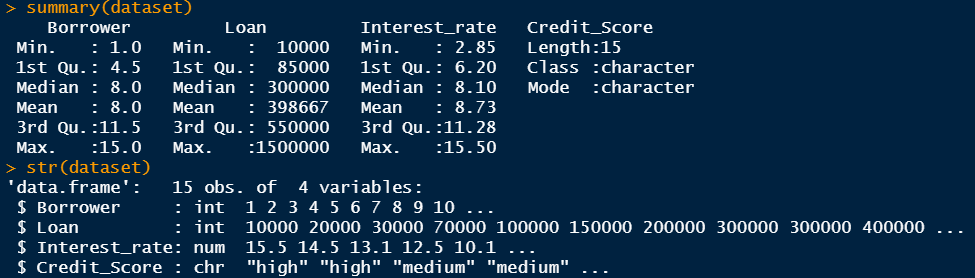 > summary(dataset)
    Borrower         Loan         Interest_rate   Credit_Score
 Min.   : 1.0   Min.   :  10000   Min.   : 2.85   Length:15
 1st Qu.: 4.5   1st Qu.:  85000   1st Qu.: 6.20   Class :character
 Median : 8.0   Median : 300000   Median : 8.10   Mode  :character
 Mean   : 8.0   Mean   : 398667   Mean   : 8.73
 3rd Qu.:11.5   3rd Qu.: 550000   3rd Qu.:11.28
 Max.   :15.0   Max.   :1500000   Max.   :15.50
> str(dataset)
'data.frame':   15 obs. of  4 variables:
 $ Borrower     : int  1 2 3 4 5 6 7 8 9 10 ...
 $ Loan         : int  10000 20000 30000 70000 100000 150000 200000 300000 300000 400000 ...
 $ Interest_rate: num  15.5 14.5 13.1 12.5 10.1 ...
 $ Credit_Score : chr  "high" "high" "medium" "medium" ...